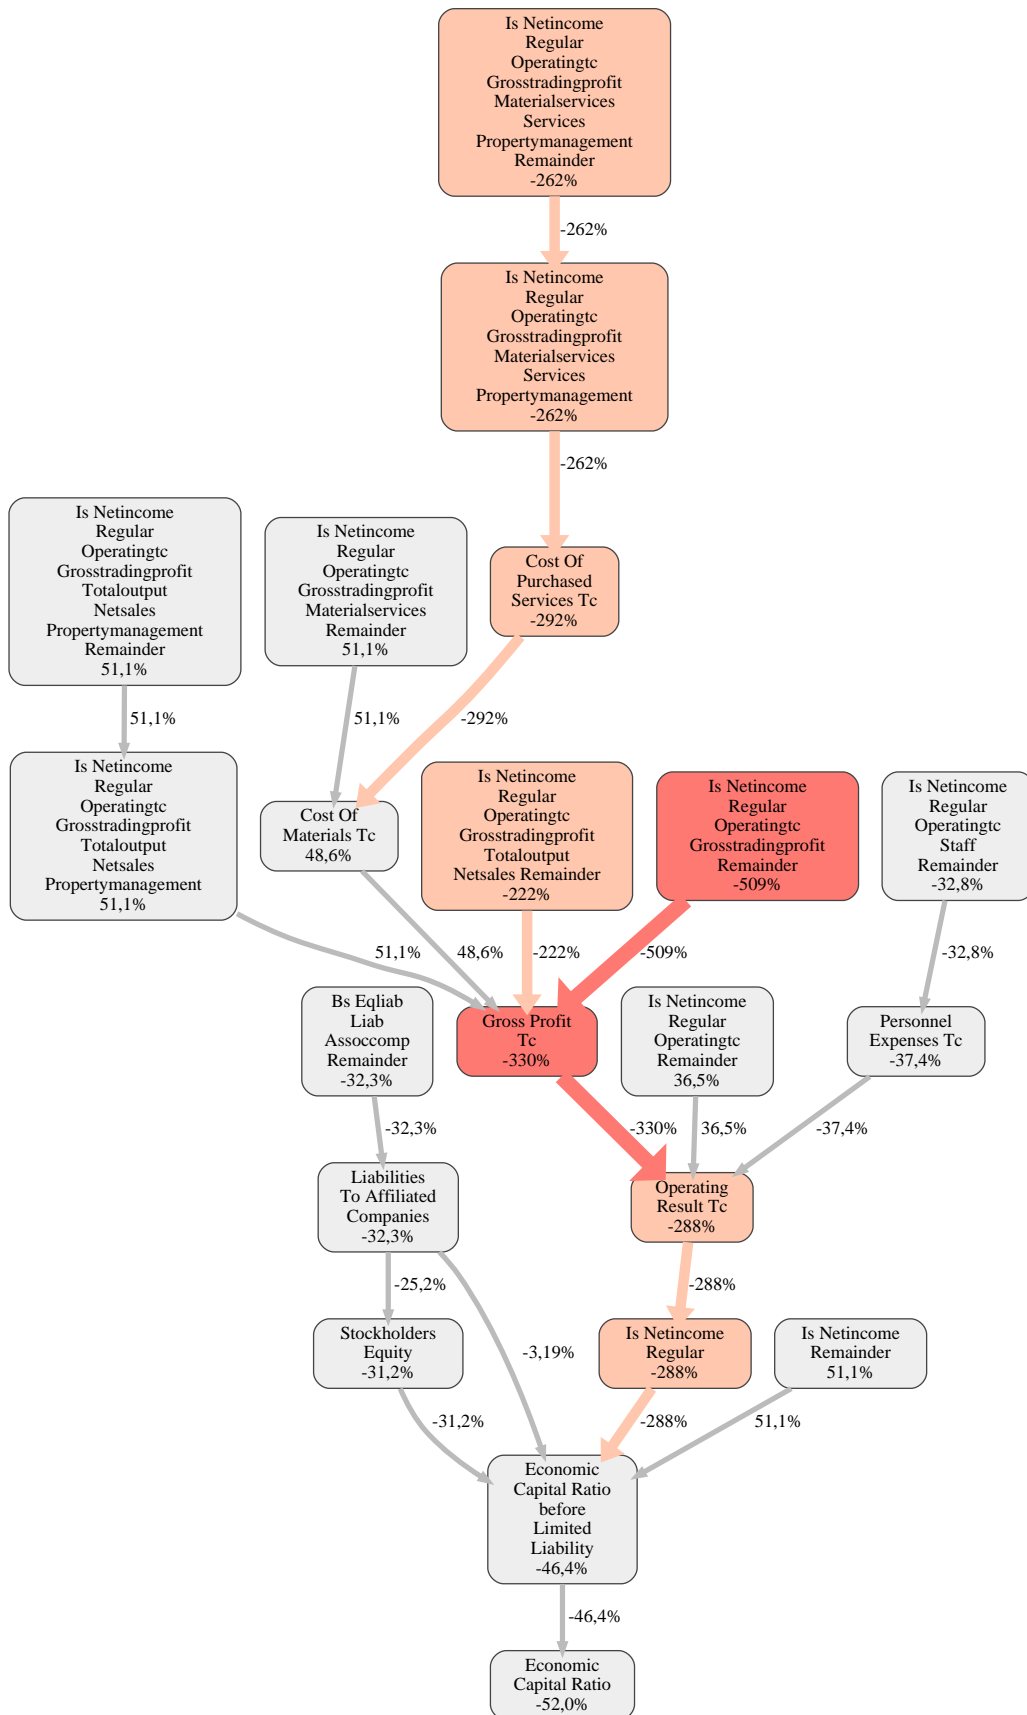 Is Netincome
Regular
Operatingtc
Grosstradingprofit
Materialservices
Services
Propertymanagement
Remainder
-262%
-262%
Is Netincome
Regular
Operatingtc
Grosstradingprofit
Materialservices
Services
Propertymanagement
-262%
-262%
Is Netincome
Regular
Operatingtc
Grosstradingprofit
Totaloutput
Netsales
Propertymanagement
Remainder
51,1%
Is Netincome
Regular
Operatingtc
Grosstradingprofit
Materialservices
Remainder
51,1%
Cost Of
Purchased
Services Tc
-292%
51,1%
51,1%
-292%
Is Netincome
Regular
Operatingtc
Grosstradingprofit
Totaloutput
Netsales
Propertymanagement
51,1%
Cost Of
Materials Tc
48,6%
Is Netincome
Regular
Operatingtc
Grosstradingprofit
Totaloutput
Netsales Remainder
-222%
Is Netincome
Regular
Operatingtc
Grosstradingprofit
Remainder
-509%
Is Netincome
Regular
Operatingtc
Staff
Remainder
-32,8%
51,1%
48,6%
-222%
-509%
-32,8%
Bs Eqliab
Liab
Assoccomp
Remainder
-32,3%
Gross Profit
Tc
-330%
Is Netincome
Regular
Operatingtc
Remainder
36,5%
Personnel
Expenses Tc
-37,4%
-32,3%
-330%
36,5%
-37,4%
Liabilities
To Affiliated
Companies
-32,3%
Operating
Result Tc
-288%
-25,2%
-288%
Stockholders
Equity
-31,2%
-3,19%
Is Netincome
Regular
-288%
Is Netincome
Remainder
51,1%
-31,2%
-288%
51,1%
Economic
Capital Ratio
before
Limited
Liability
-46,4%
-46,4%
Economic
Capital Ratio
-52,0%